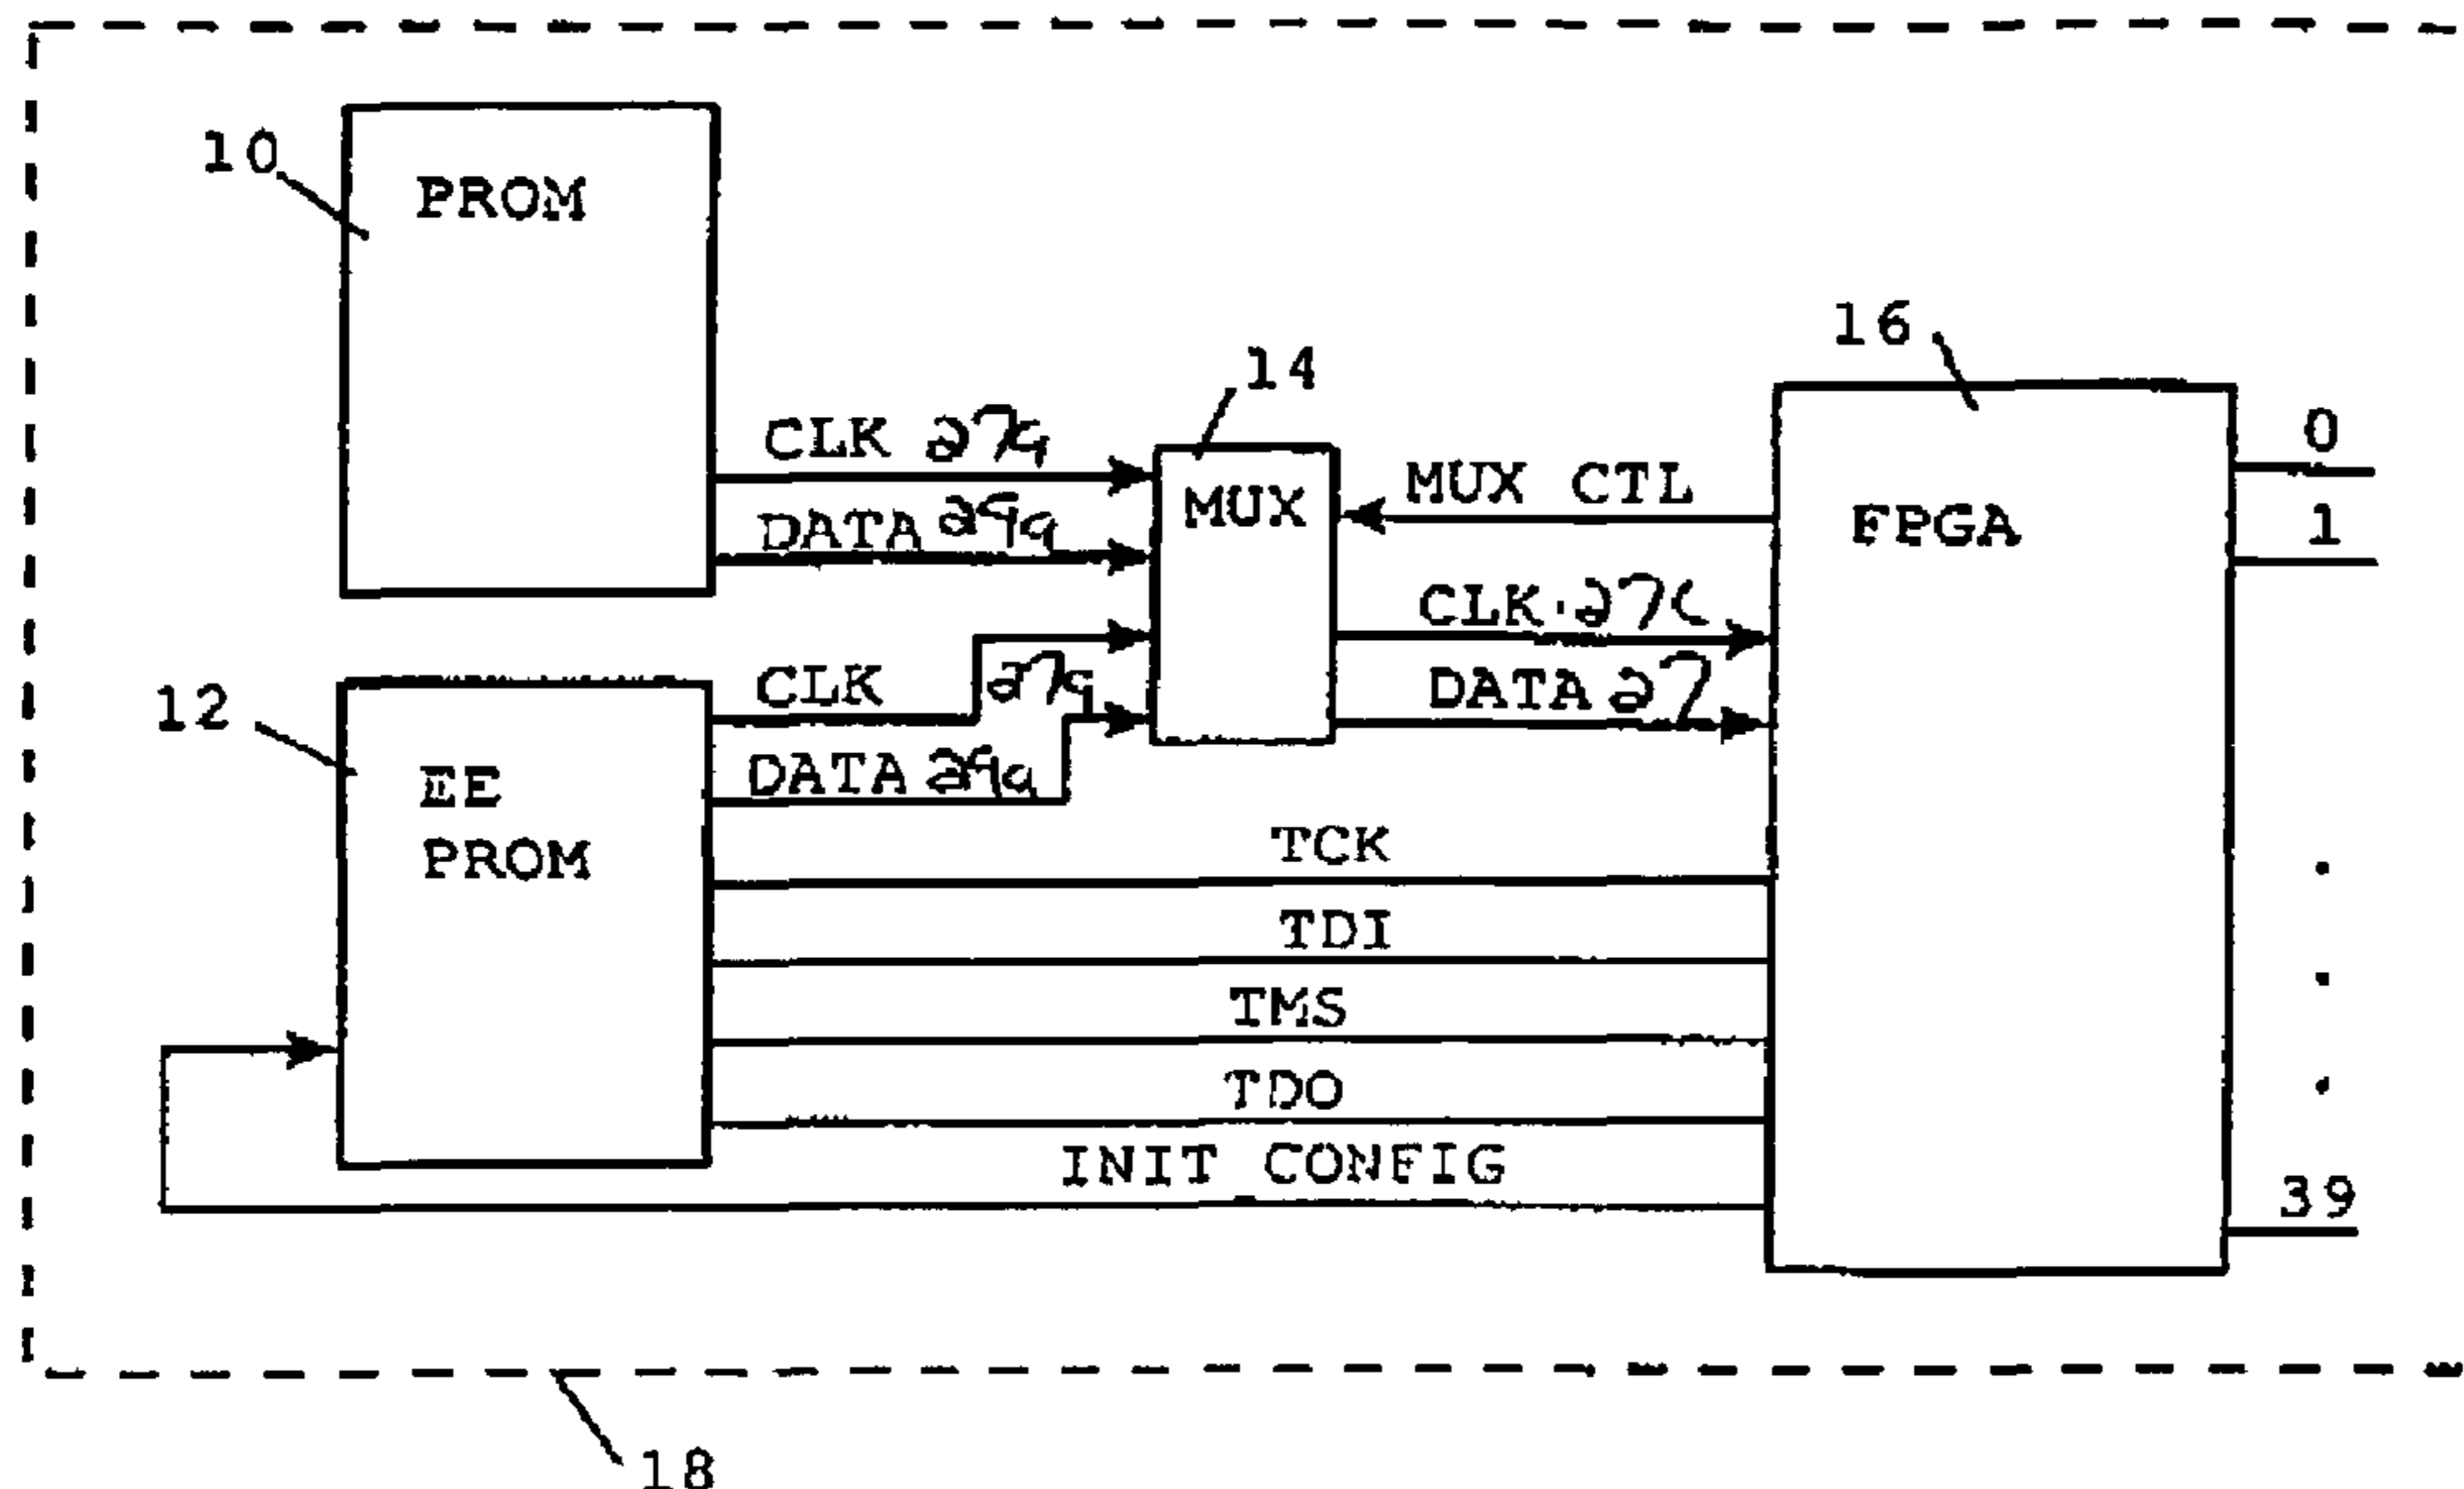 10
PROM
16
14
0
CLK
MUX CTL
MUX
1
DATA
FPGA
CLK
12
CLK
DATA 27
EE
PROM
DATA
TCK
TDI
TMS
TDO
INIT CONFIG
39
18